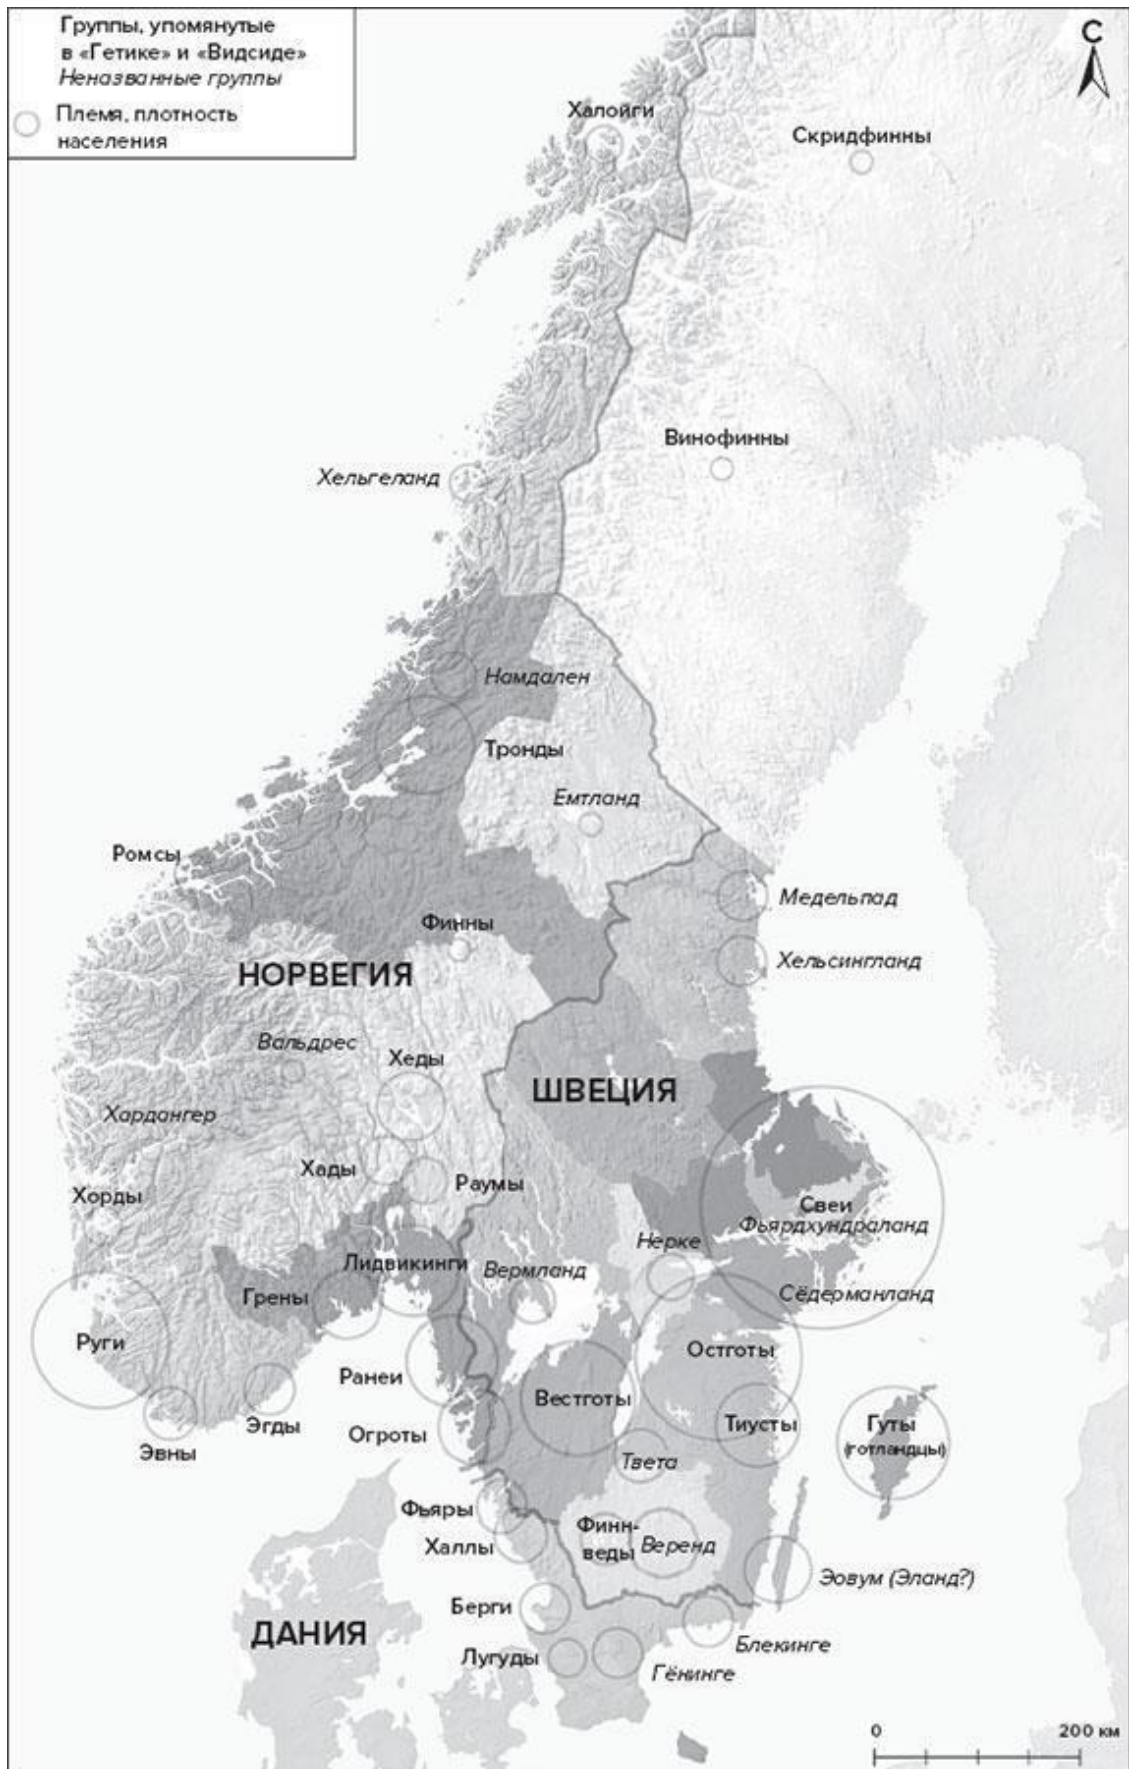 Группы, упомянутые
в «Гетике» и «Видсиде»
Неназванные группы
Племя, плотность
населения
С
Халойги
Скридфинны
Винофинны
Хельгеланд
Намдален
Тронды
Емтланд
Ромсы
Медельпад
Финны
Хельсингланд
НОРВЕГИЯ
Вальдрес
Хеды
ШВЕЦИЯ
Хардангер
Хады
Раумы
Хорды
Свеи
Фьярдхундраланд
Нерке
Лидвикинги
Вермланд
Грены
Сёдерманланд
Руги
Остготы
Ранеи
Вестготы
Эгды
Тиусты
Гуты
(готландцы)
Огроты
Эвны
Твета
Фьяры
Финн-
веды
Веренд
Халлы
Эовум (Эланд?)
Берги
ДАНИЯ
Блекинге
Лугуды
Гёнинге
0 200 км